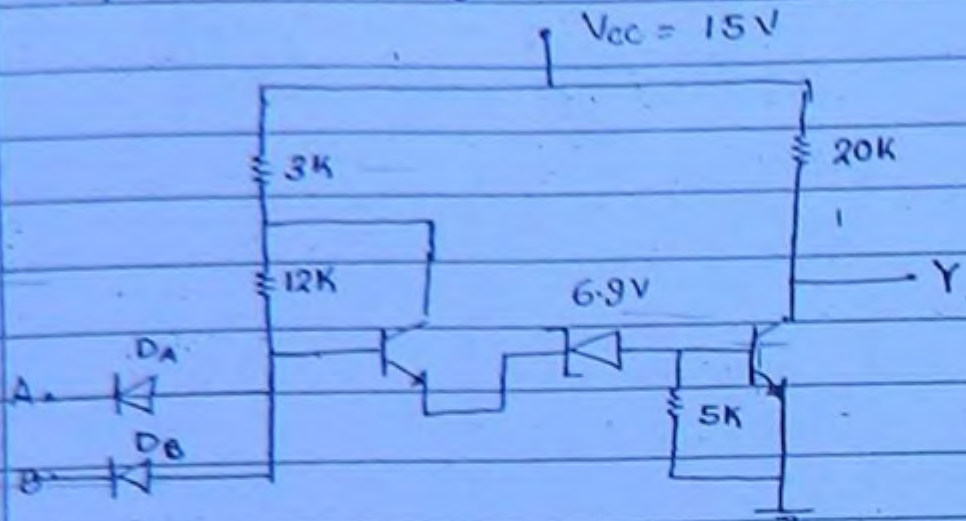 Vcc = 15V
3K
20K
12K
6.9V
Y
DA
A
5K
DB
B